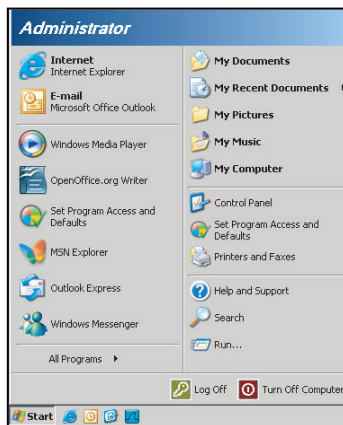 Administrator
Internet
Internet Explorer
E-mail
Microsoft Office Outlook
Windows Media Player
OpenOffice.org Writer
Set Program Access and
Defaults
MSN Explorer
Outlook Express
Windows Messenger
All Programs
My Documents
My Recent Documents
My Pictures
My Music
My Computer
Control Panel
Set Program Access and
Defaults
Printers and Faxes
Help and Support
Search
Run...
Log Off
Turn Off Computer
Start